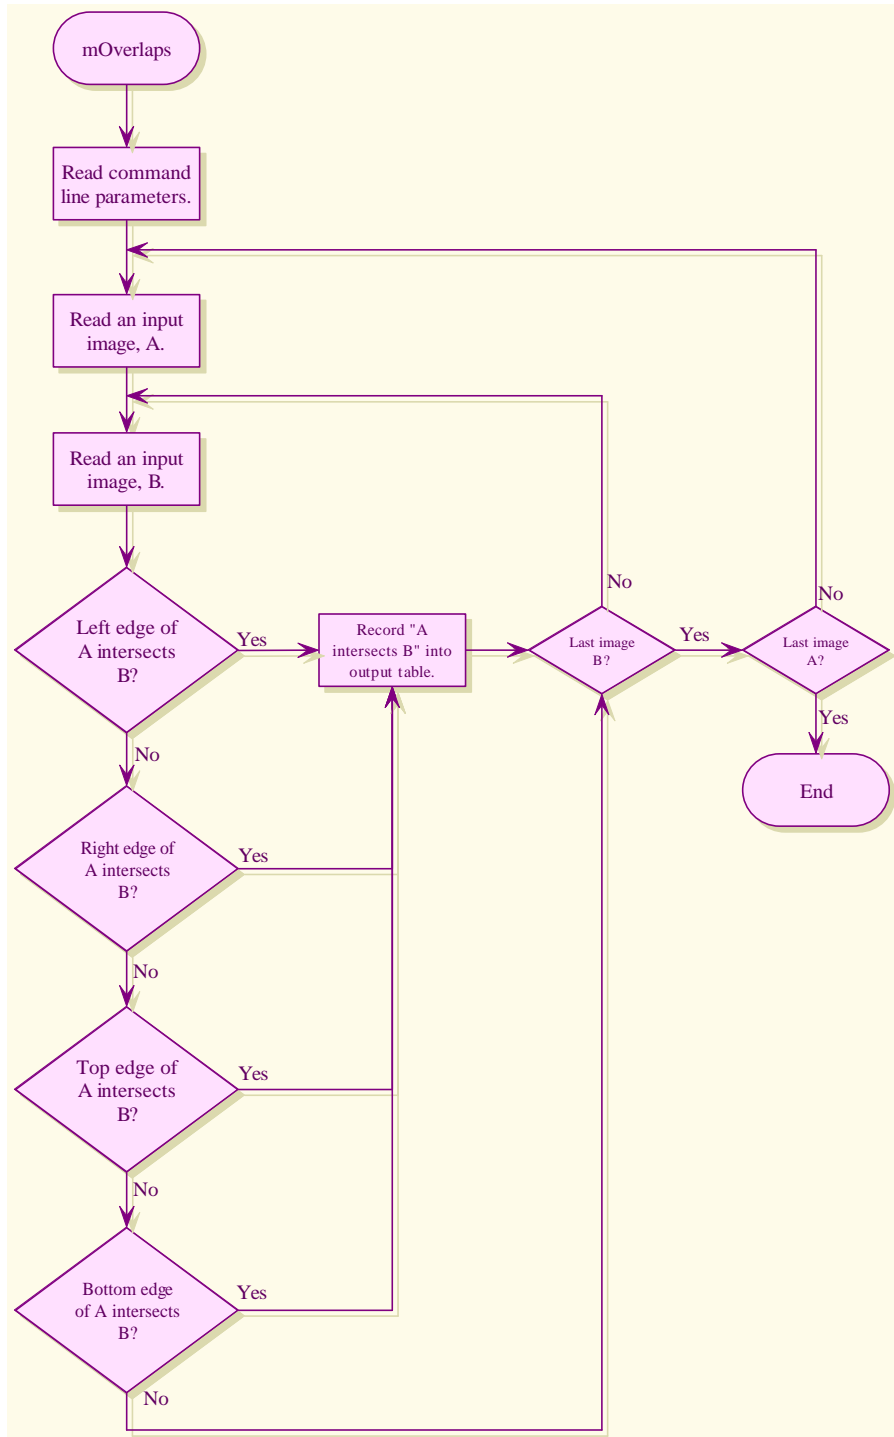 mOverlaps
Read command
line parameters.
Read an input
image, A.
Read an input
image, B.
Left edge of
A intersects
B?
Yes
No
Record "A
intersects B" into
output table.
Last image
B?
No
Yes
Last image
A?
No
Yes
End
Right edge of
A intersects
B?
Yes
No
Top edge of
A intersects
B?
Yes
No
Bottom edge
of A intersects
B?
Yes
No